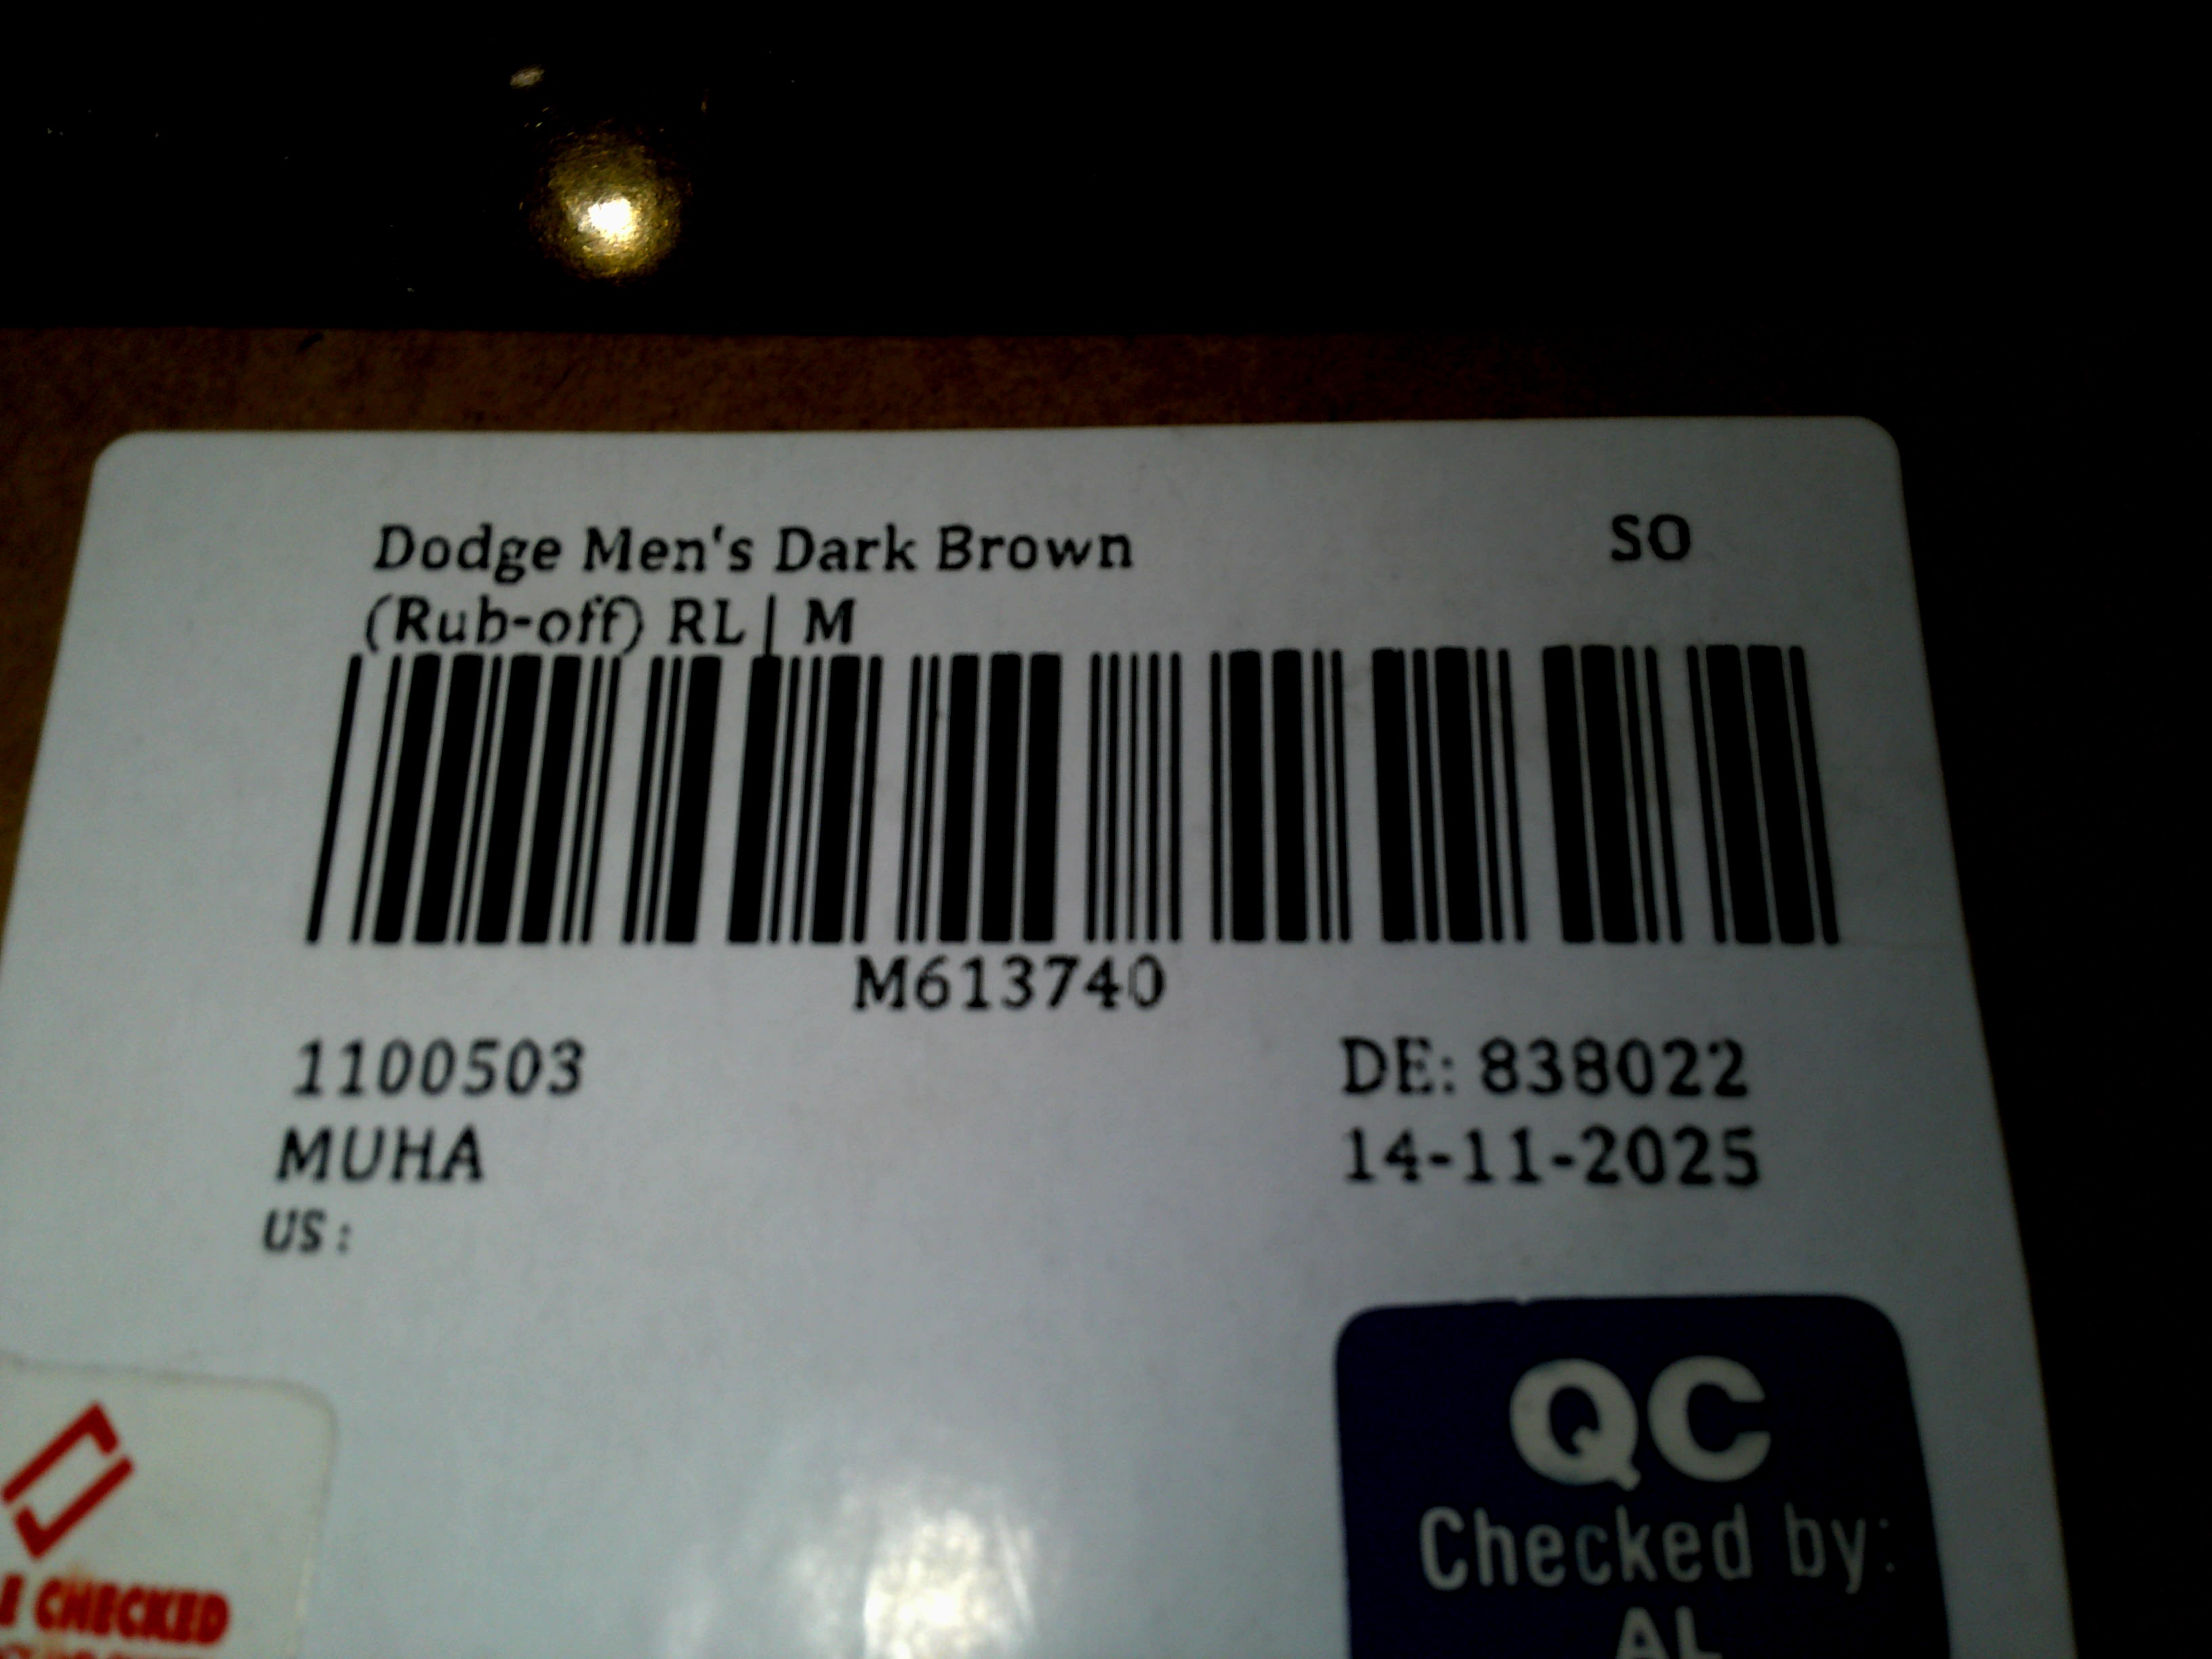 Dodge Men's Dark Brown
(Rub-off) RL | M
SO
M613740
1100503
DE: 838022
MUHA
14-11-2025
US :
QC
Checked by:
AL
CHECKED